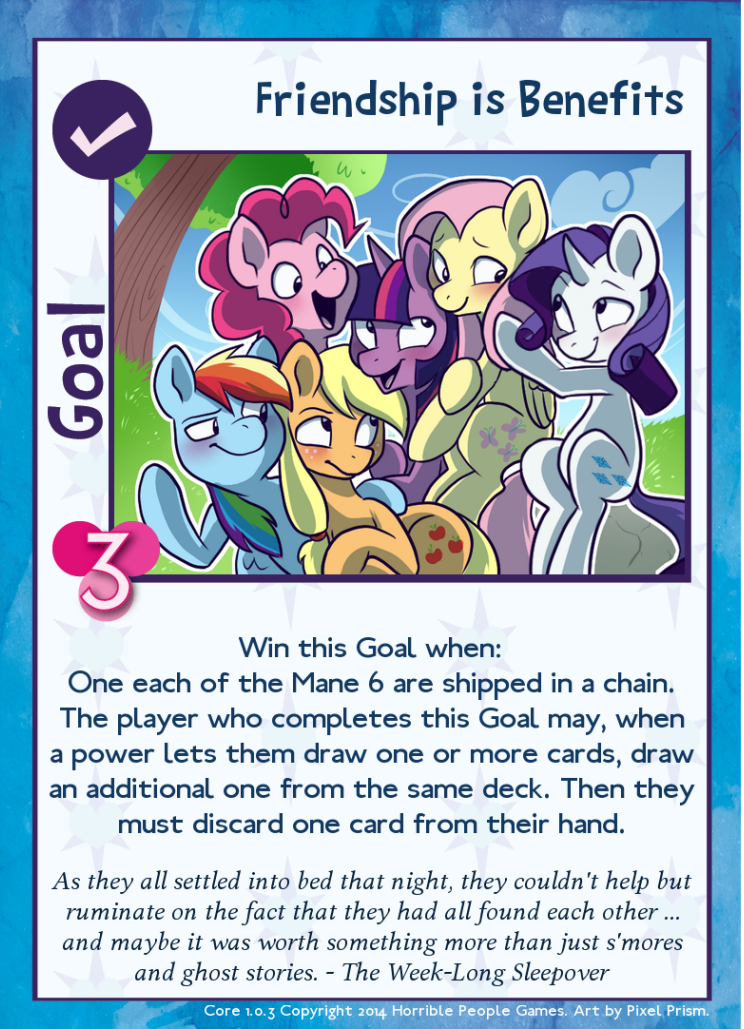 Friendship is Benefits
Goal
3
Win this Goal when:
One each of the Mane 6 are shipped in a chain.
The player who completes this Goal may, when
a power lets them draw one or more cards, draw
an additional one from the same deck. Then they
must discard one card from their hand.
As they all settled into bed that night, they couldn't help but
ruminate on the fact that they had all found each other ...
and maybe it was worth something more than just s'mores
and ghost stories. - The Week-Long Sleepover
Core 1.0.3 Copyright 2014 Horrible People Games. Art by Pixel Prism.